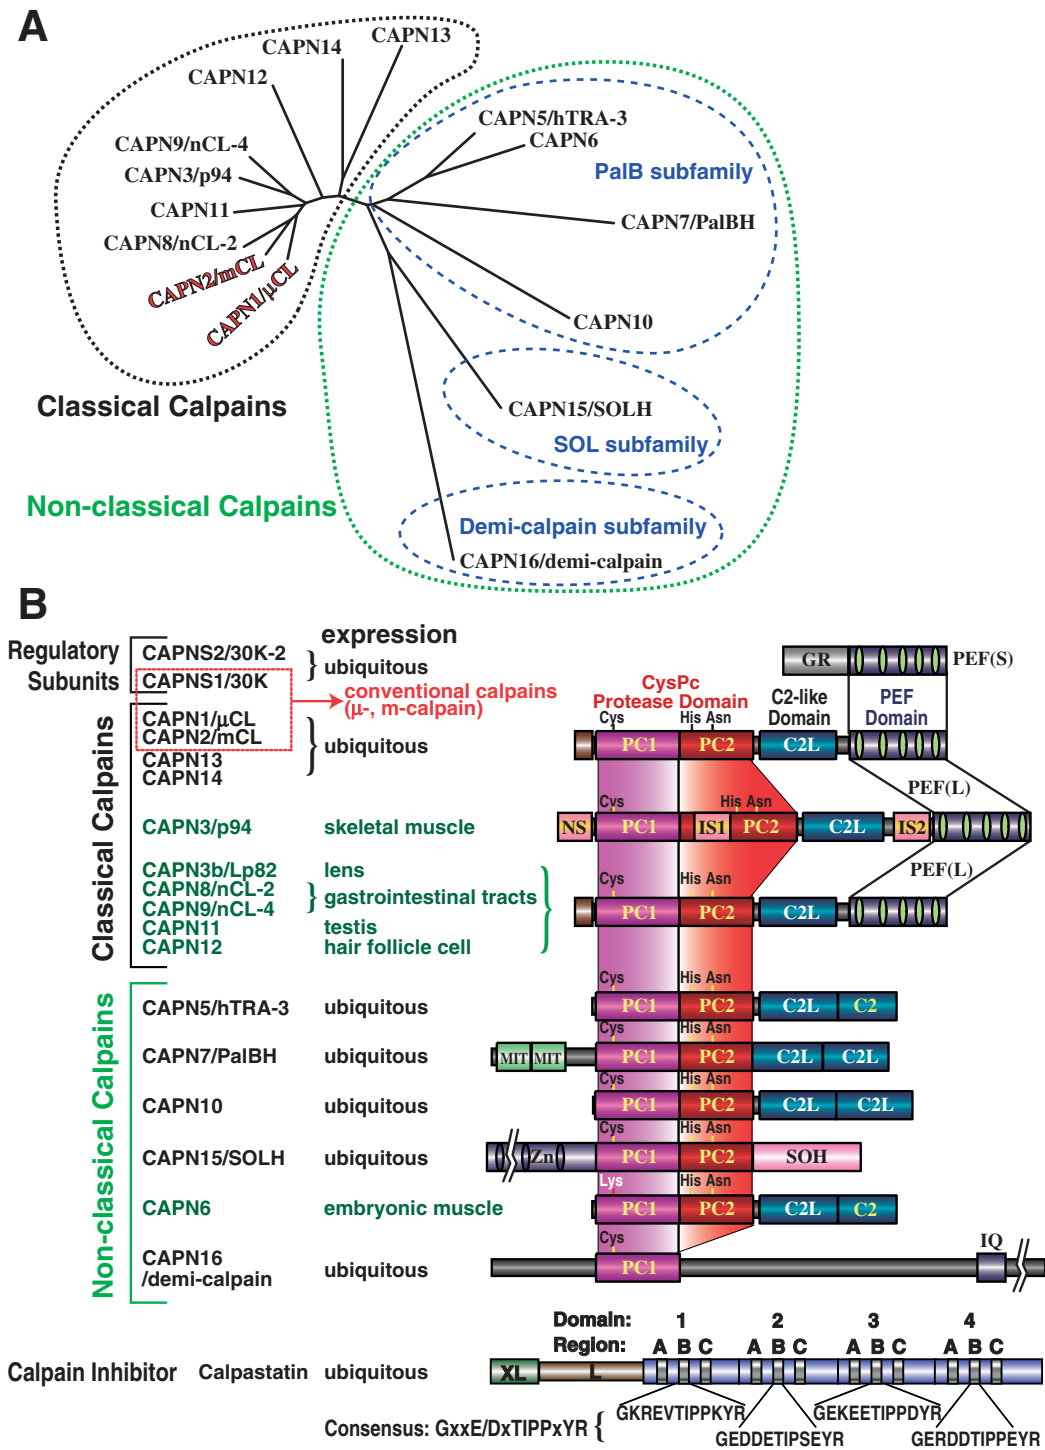 A
CAPN13
CAPN14
CAPN12
CAPN9/nCL-4
CAPN3/p94
CAPN11
CAPN8/nCL-2
CAPN2/mCL
CAPN1/µCL
CAPN5/hTRA-3
CAPN6
PalB subfamily
CAPN7/PalBH
CAPN10
Classical Calpains
CAPN15/SOLH
SOL subfamily
Non-classical Calpains
Demi-calpain subfamily
CAPN16/demi-calpain
B
Regulatory
Subunits
expression
CAPNS2/30K-2
CAPNS1/30K
ubiquitous
conventional calpains
(µ-, m-calpain)
GR
PEF(S)
CysPc
Protease Domain
C2-like
Domain
PEF
Domain
Classical Calpains
CAPN1/µCL
CAPN2/mCL
CAPN13
CAPN14
ubiquitous
Cys His Asn
PC1 PC2 C2L
PEF(L)
CAPN3/p94 skeletal muscle
Cys His Asn
NS PC1 IS1 PC2 C2L IS2
PEF(L)
CAPN3b/Lp82 lens
CAPN8/nCL-2
CAPN9/nCL-4
gastrointestinal tracts
CAPN11 testis
CAPN12 hair follicle cell
Cys His Asn
PC1 PC2 C2L
Non-classical Calpains
Cys His Asn
CAPN5/hTRA-3 ubiquitous PC1 PC2 C2L C2
Cys His Asn
CAPN7/PalBH ubiquitous MIT MIT PC1 PC2 C2L C2L
Cys His Asn
CAPN10 ubiquitous PC1 PC2 C2L C2L
Cys His Asn
CAPN15/SOLH ubiquitous Zn PC1 PC2 SOH
Lys His Asn
CAPN6 embryonic muscle PC1 PC2 C2L C2
Cys IQ
CAPN16
/demi-calpain
ubiquitous PC1
Domain: 1 2 3 4
Region: A B C A B C A B C A B C
Calpain Inhibitor Calpastatin ubiquitous XL L
GKREVTIPPKYR GEKEETIPPDYR
Consensus: GxxE/DxTIPPxYR
GEDDETIPSEYR GERDDTIPPEYR